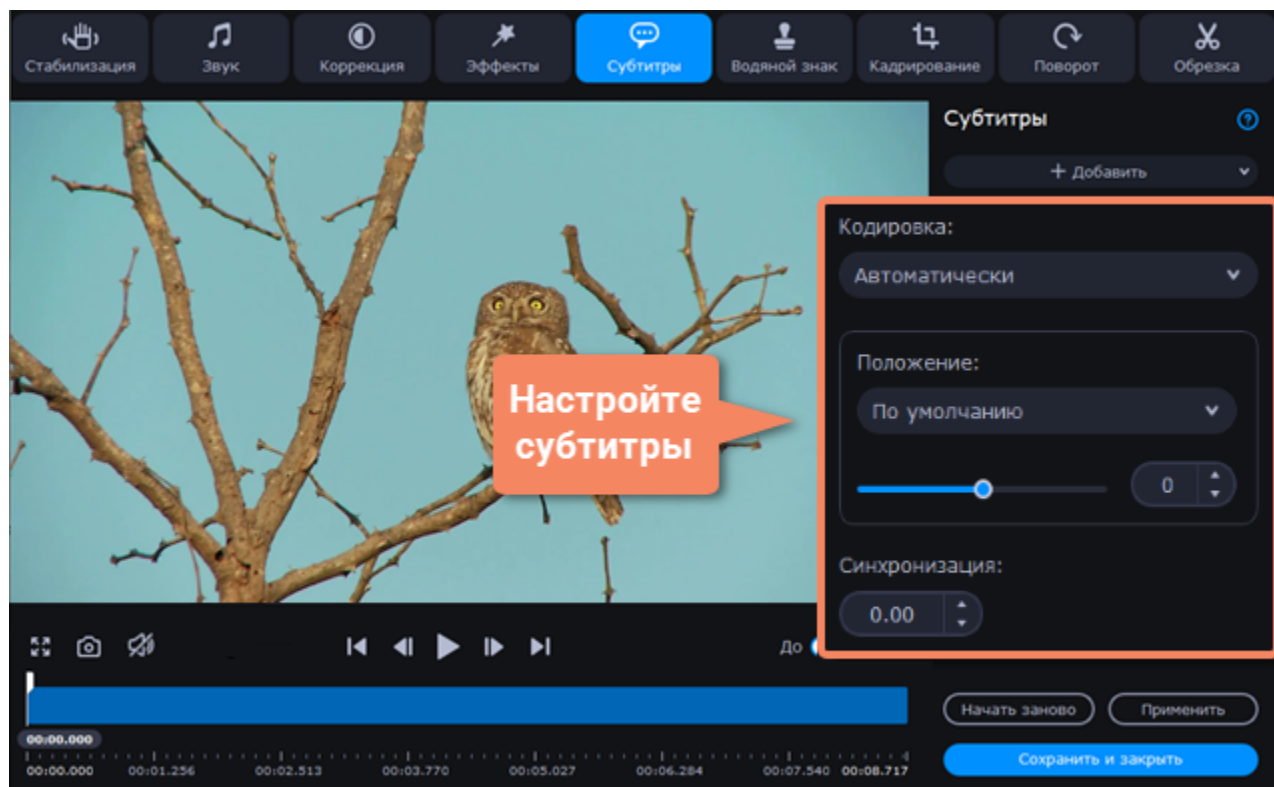 Стабилизация
Звук
Коррекция
Эффекты
Субтитры
Водяной знак
Кадрирование
Поворот
Обрезка
Субтитры
?
+ Добавить
Кодировка:
Автоматически
Положение:
По умолчанию
0
Синхронизация:
0.00
Настройте
субтитры
До
00:00.000
00:00.000 00:01.256 00:02.513 00:03.770 00:05.027 00:06.284 00:07.540 00:08.717
Начать заново
Применить
Сохранить и закрыть